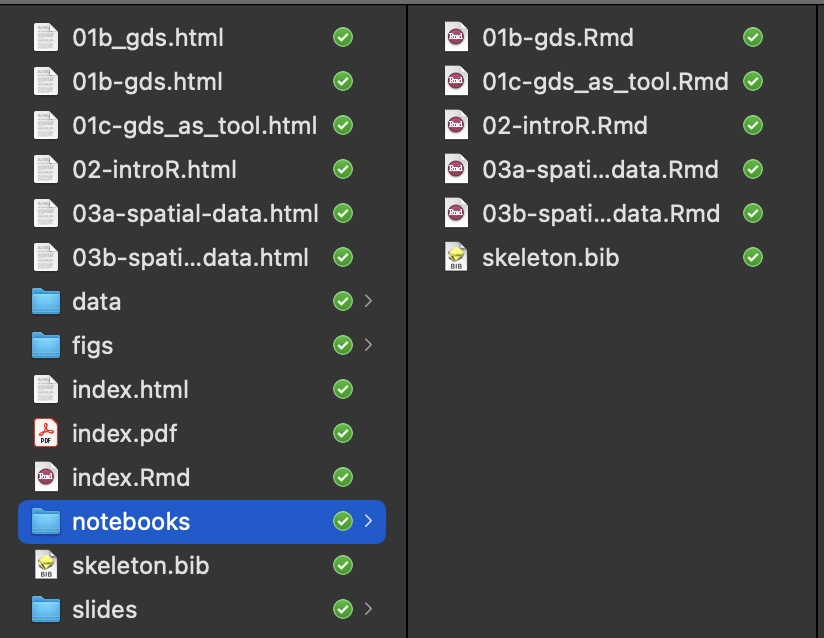 01b_gds.html
01b-gds.html
01c-gds_as_tool.html
02-introR.html
03a-spatial-data.html
03b-spati...data.html
data
figs
index.html
PDF
index.pdf
Rmd
index.Rmd
notebooks
BIB
skeleton.bib
slides
Rmd
01b-gds.Rmd
Rmd
01c-gds_as_tool.Rmd
Rmd
02-introR.Rmd
Rmd
03a-spati...data.Rmd
Rmd
03b-spati...data.Rmd
BIB
skeleton.bib